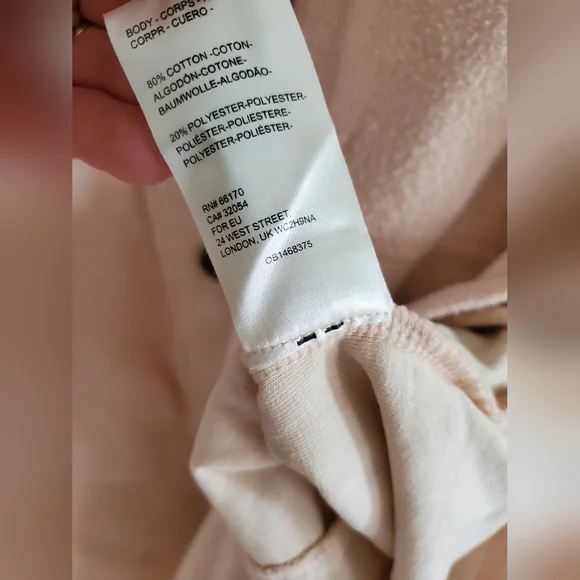 BODY - CORPS -
CORPR - CUERO -
80% COTTON -COTON-
ALGODÓN-COTONE-
BAUMWOLLE-ALGODÃO-
20% POLYESTER-POLYESTER-
POLIÉSTER-POLIESTERE-
POLYESTER-POLIÉSTER-
RN# 66170
CA# 32054
FOR EU
24 WEST STREET,
LONDON, UK WC2H9NA
OB1468375